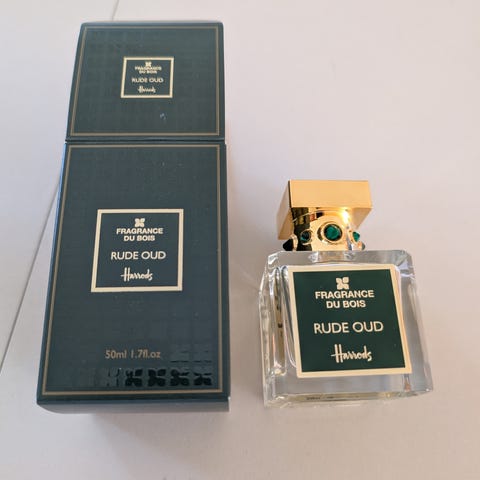 FRAGRANCE
DU BOIS
RUDE OUD
Harrods
FRAGRANCE
DU BOIS
RUDE OUD
Harrods
50ml 1.7fl.oz
FRAGRANCE
DU BOIS
RUDE OUD
Harrods